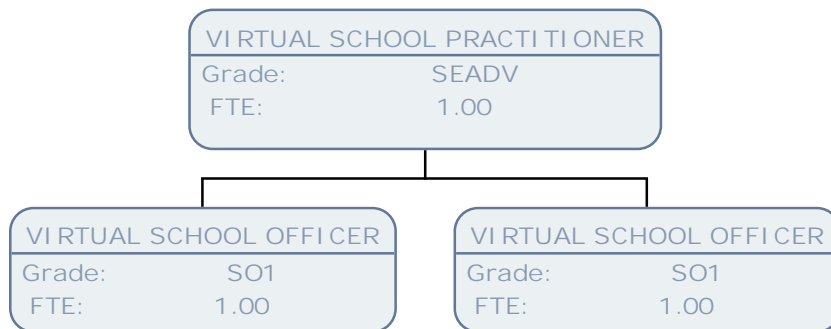 VIRTUAL SCHOOL PRACTITIONER
Grade: SEADV
FTE: 1.00
VIRTUAL SCHOOL OFFICER
Grade: SO1
FTE: 1.00
VIRTUAL SCHOOL OFFICER
Grade: SO1
FTE: 1.00